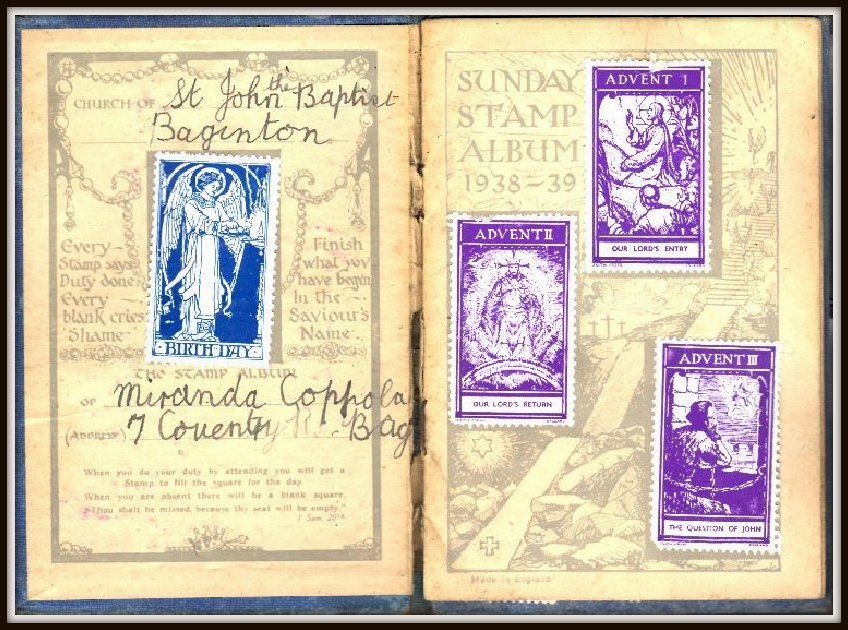 CHURCH OF St John the Baptist
Baginton
BIRTH DAY
Every
Stamp says
Duty done
Every
blank cries
"Shame"
Finish
what you
have begun
In the
Saviour's
Name.
THE STAMP ALBUM
OF Miranda Coppola
(ADDRESS) 7 Coventry Bag
When you do your duty by attending you will get a
Stamp to fill the square for the day
When you are absent there will be a blank square
"Thou shalt be missed, because thy seat will be empty."
1 Sam.
SUNDAY
STAMP
ALBUM
1938-39
ADVENT 1
OUR LORD'S ENTRY
ADVENT II
OUR LORD'S RETURN
ADVENT III
THE QUESTION OF JOHN
Made in England